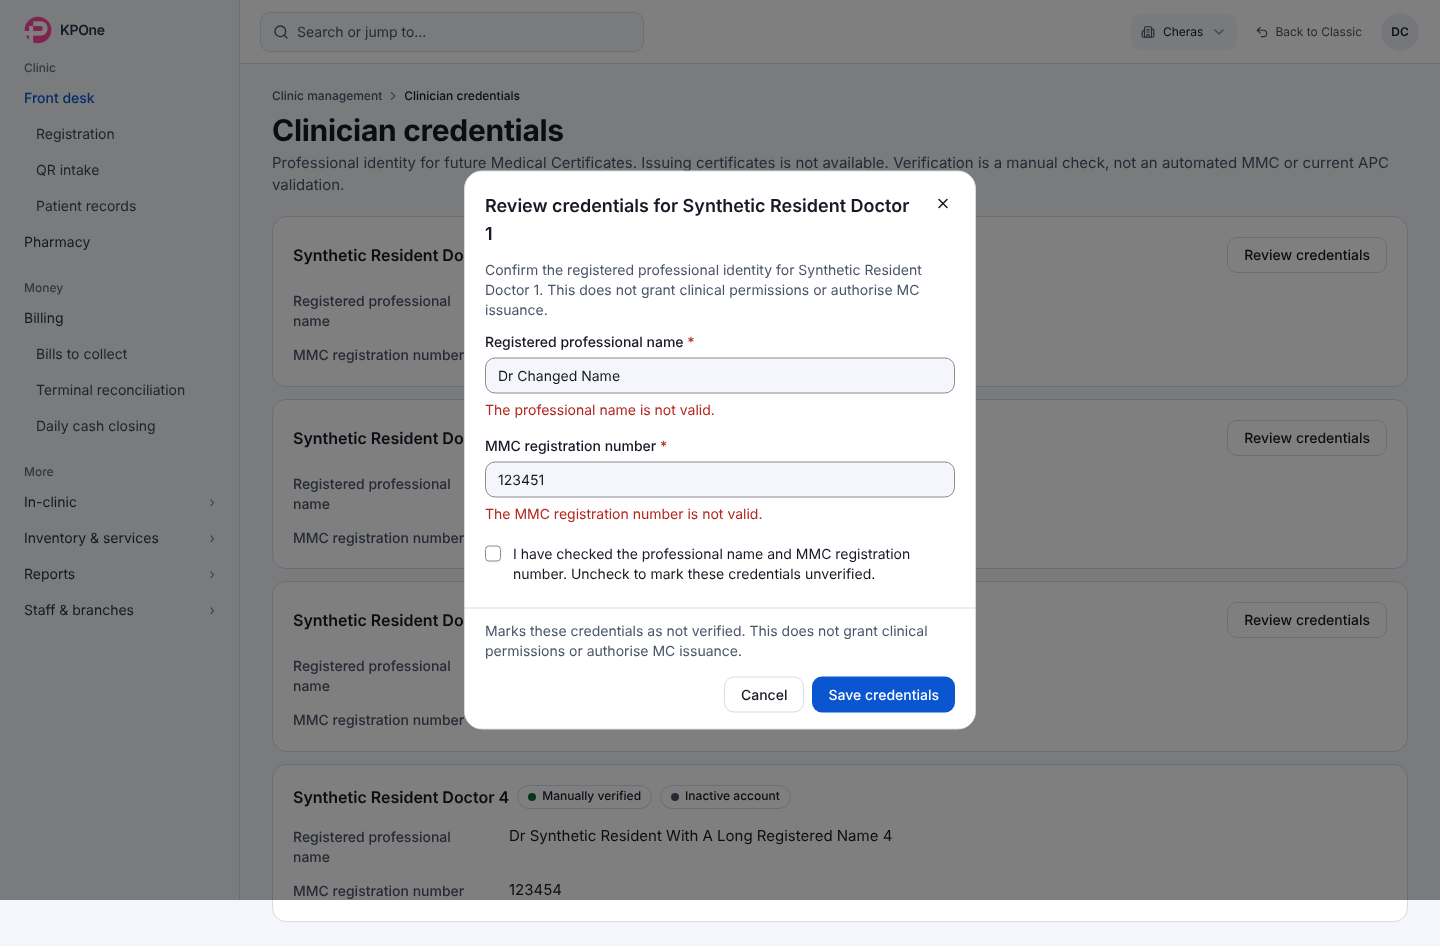 KPOne
Search or jump to...
Cheras
Back to Classic
DC
Clinic
Front desk
Registration
QR intake
Patient records
Pharmacy
Money
Billing
Bills to collect
Terminal reconciliation
Daily cash closing
More
In-clinic
Inventory & services
Reports
Staff & branches
Clinic management
Clinician credentials
Clinician credentials
Professional identity for future Medical Certificates. Issuing certificates is not available. Verification is a manual check, not an automated MMC or current APC
validation.
Synthetic Resident Do
Review credentials
Registered professional
name
MMC registration number
Synthetic Resident Do
Review credentials
Registered professional
name
MMC registration number
Synthetic Resident Do
Review credentials
Registered professional
name
MMC registration number
Synthetic Resident Doctor 4
Manually verified
Inactive account
Registered professional
name
Dr Synthetic Resident With A Long Registered Name 4
MMC registration number
123454
Review credentials for Synthetic Resident Doctor
1
Confirm the registered professional identity for Synthetic Resident
Doctor 1. This does not grant clinical permissions or authorise MC
issuance.
Registered professional name *
Dr Changed Name
The professional name is not valid.
MMC registration number *
123451
The MMC registration number is not valid.
I have checked the professional name and MMC registration
number. Uncheck to mark these credentials unverified.
Marks these credentials as not verified. This does not grant clinical
permissions or authorise MC issuance.
Cancel
Save credentials